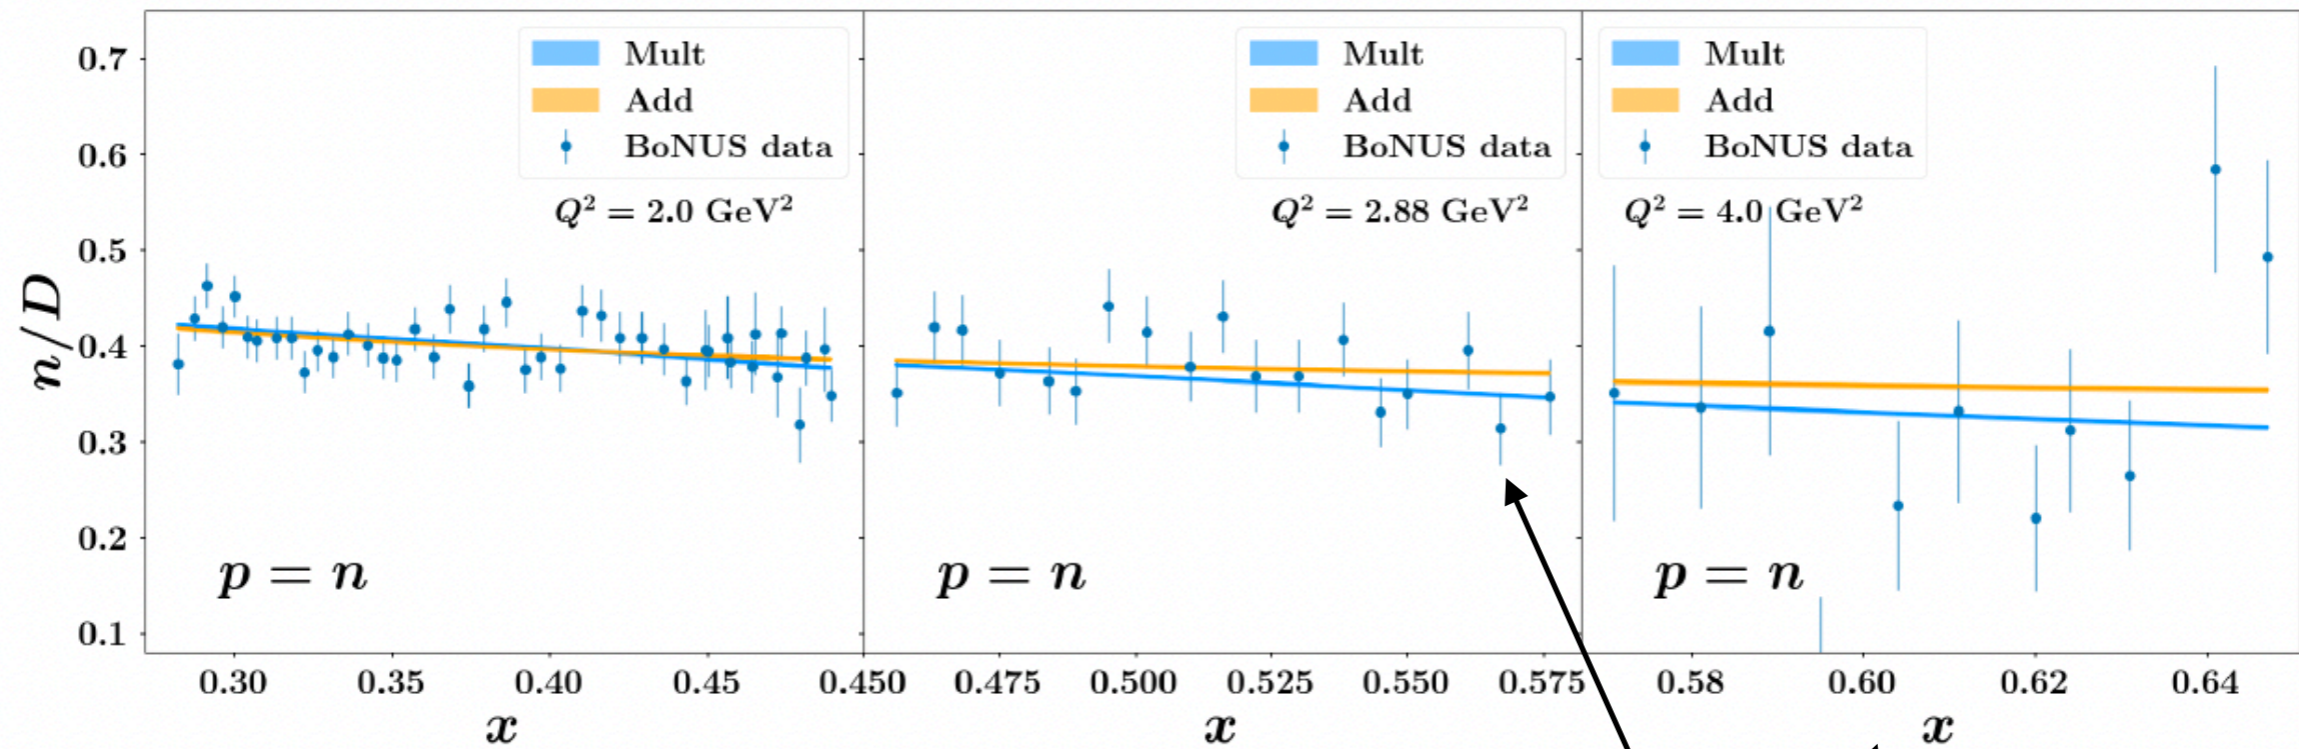 n/D
0.7
0.6
0.5
0.4
0.3
0.2
0.1
Mult
Add
BoNUS data
Q² = 2.0 GeV²
p = n
0.30 0.35 0.40 0.45
x
Mult
Add
BoNUS data
Q² = 2.88 GeV²
p = n
0.450 0.475 0.500 0.525 0.550 0.575
x
Mult
Add
BoNUS data
Q² = 4.0 GeV²
p = n
0.58 0.60 0.62 0.64
x